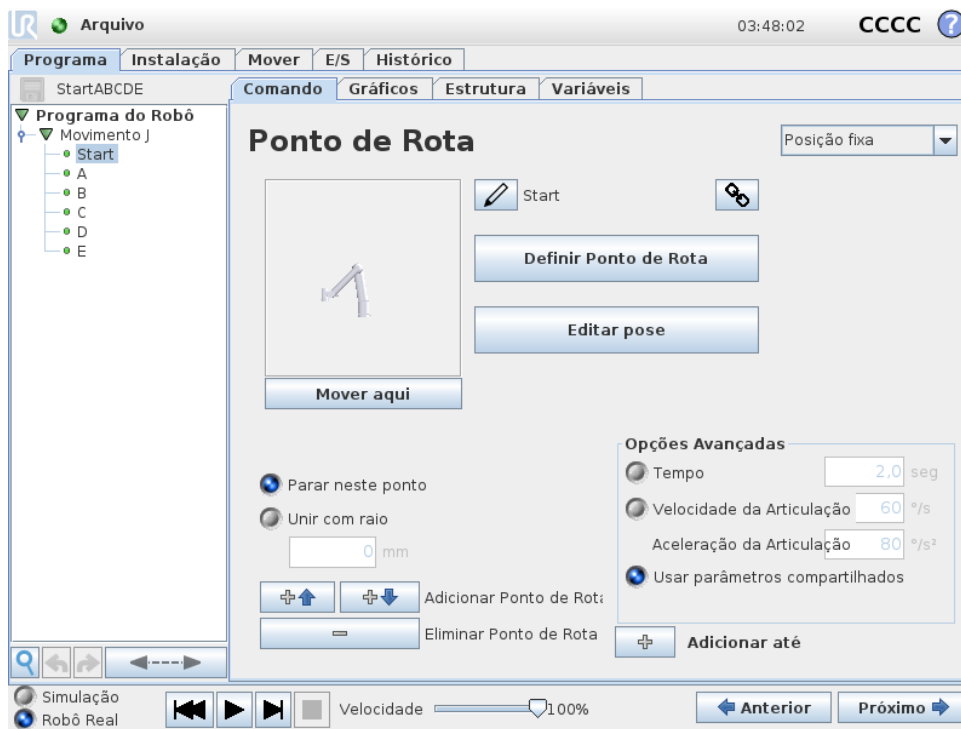 UR Arquivo 03:48:02 CCCC ?
Programa Instalação Mover E/S Histórico
StartABCDE Comando Gráficos Estrutura Variáveis
Programa do Robô
Movimento J
Start
A
B
C
D
E
Ponto de Rota Posição fixa
Start
Definir Ponto de Rota
Editar pose
Mover aqui
Parar neste ponto
Unir com raio
0 mm
Adicionar Ponto de Rota
Eliminar Ponto de Rota
Opções Avançadas
Tempo 2,0 seg
Velocidade da Articulação 60 °/s
Aceleração da Articulação 80 °/s²
Usar parâmetros compartilhados
Adicionar até
Simulação
Robô Real
Velocidade 100%
Anterior Próximo